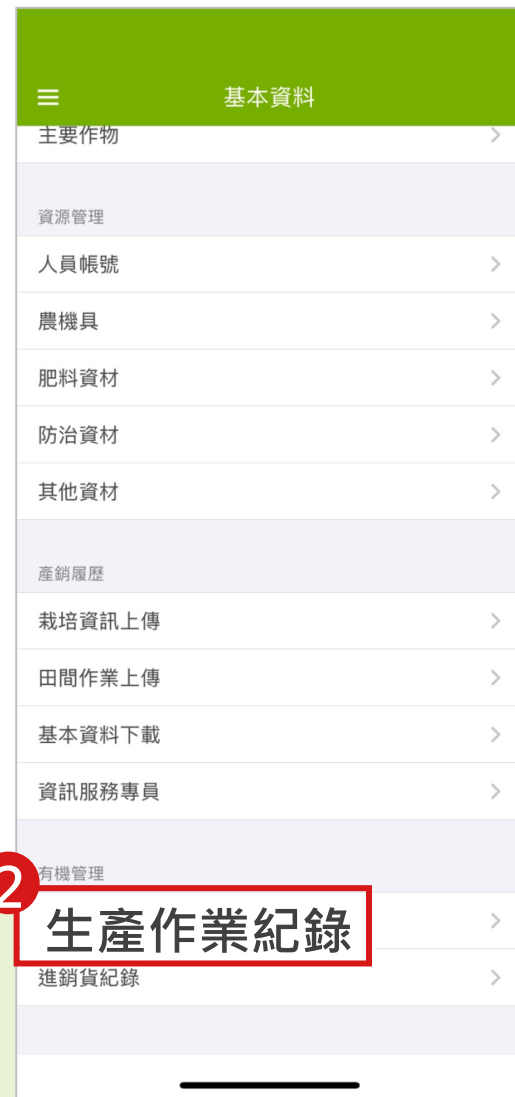 基本資料
主要作物
資源管理
人員帳號
農機具
肥料資材
防治資材
其他資材
產銷履歷
栽培資訊上傳
田間作業上傳
基本資料下載
資訊服務專員
有機管理
2
生產作業紀錄
進銷貨紀錄